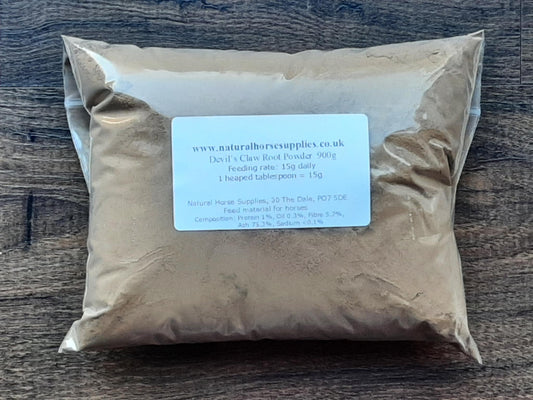 www.naturalhorsesupplies.co.uk
Devil's Claw Root Powder 900g
Feeding rate: 15g daily
1 heaped tablespoon = 15g
Natural Horse Supplies, 30 The Dale, PO7 5DE
Feed material for horses
Composition: Protein 1%, Oil 0.3%, Fibre 5.7%,
Ash 75.3%, Sodium <0.1%